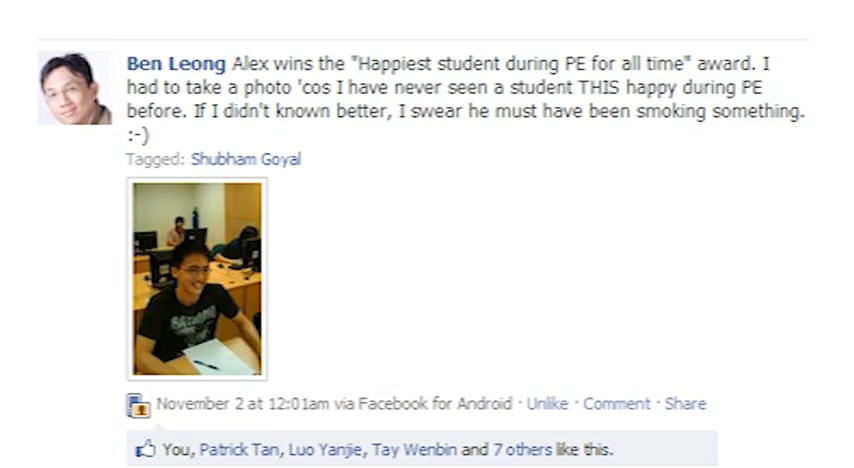 Ben Leong Alex wins the "Happiest student during PE for all time" award. I
had to take a photo 'cos I have never seen a student THIS happy during PE
before. If I didn't known better, I swear he must have been smoking something.
:-)
Tagged: Shubham Goyal
November 2 at 12:01am via Facebook for Android · Unlike · Comment · Share
You, Patrick Tan, Luo Yanjie, Tay Wenbin and 7 others like this.